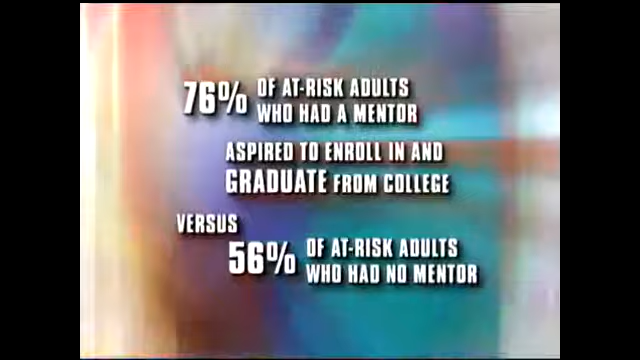 76% OF AT-RISK ADULTS
WHO HAD A MENTOR
ASPIRED TO ENROLL IN AND
GRADUATE FROM COLLEGE
VERSUS
56% OF AT-RISK ADULTS
WHO HAD NO MENTOR